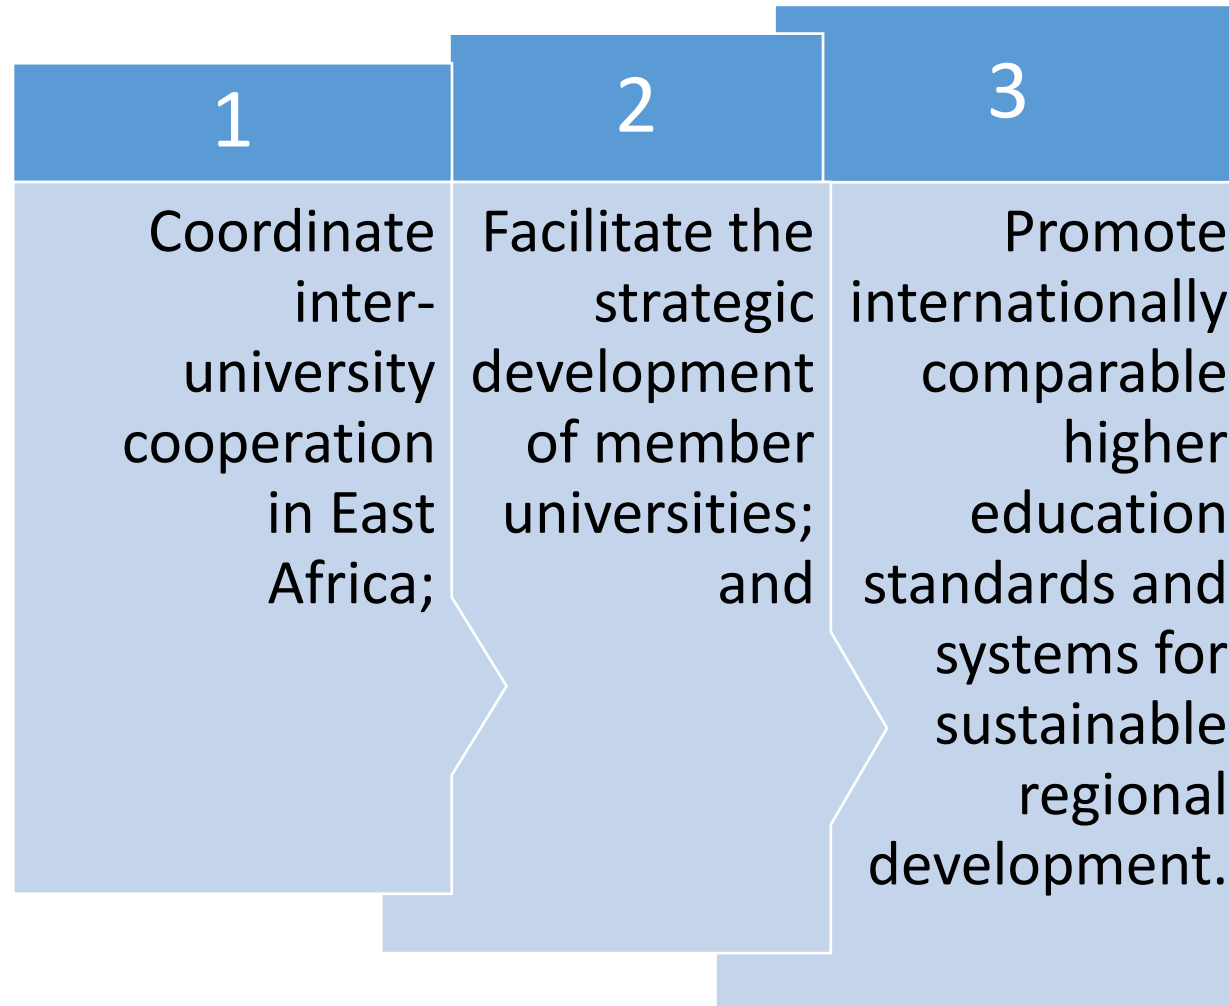 1
Coordinate
inter-
university
cooperation
in East
Africa;
2
Facilitate the
strategic
development
of member
universities;
and
3
Promote
internationally
comparable
higher
education
standards and
systems for
sustainable
regional
development.